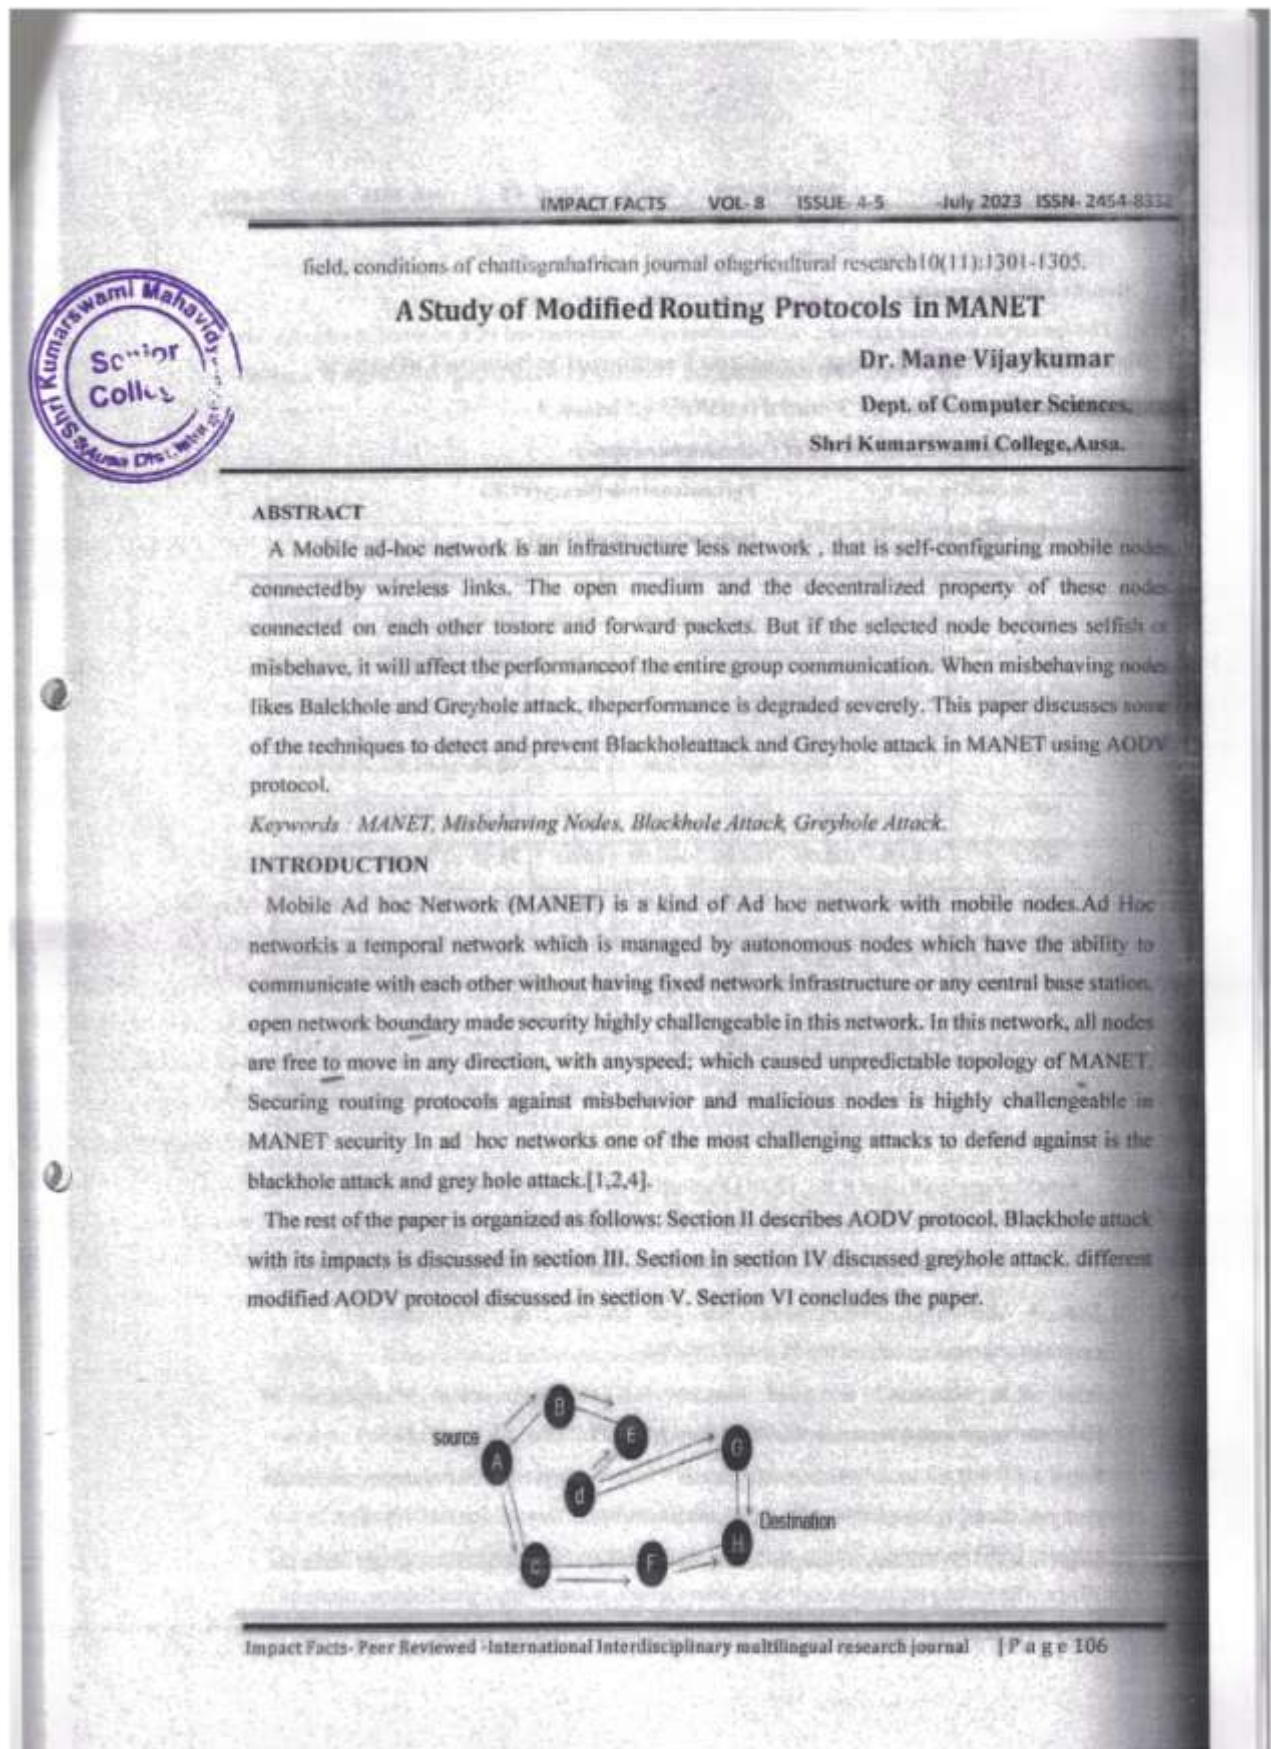 IMPACT FACTS VOL- 8 ISSUE- 4-5 -July 2023 ISSN- 2454-8332
field, conditions of chattisgrahafrican journal ofagricultural research10(11):1301-1305.
A Study of Modified Routing Protocols in MANET
Dr. Mane Vijaykumar
Dept. of Computer Sciences,
Shri Kumarswami College,Ausa.
Shri Kumarswami Mahavidy
Senior
Colle
Ausa Dist.
ABSTRACT
A Mobile ad-hoc network is an infrastructure less network , that is self-configuring mobile nodes
connectedby wireless links. The open medium and the decentralized property of these nodes
connected on each other tostore and forward packets. But if the selected node becomes selfish or
misbehave, it will affect the performanceof the entire group communication. When misbehaving nodes
likes Balckhole and Greyhole attack, theperformance is degraded severely. This paper discusses some
of the techniques to detect and prevent Blackholeattack and Greyhole attack in MANET using AODV
protocol.
Keywords : MANET, Misbehaving Nodes, Blackhole Attack, Greyhole Attack.
INTRODUCTION
Mobile Ad hoc Network (MANET) is a kind of Ad hoc network with mobile nodes.Ad Hoc
networkis a temporal network which is managed by autonomous nodes which have the ability to
communicate with each other without having fixed network infrastructure or any central base station.
open network boundary made security highly challengeable in this network. In this network, all nodes
are free to move in any direction, with anyspeed; which caused unpredictable topology of MANET.
Securing routing protocols against misbehavior and malicious nodes is highly challengeable in
MANET security In ad hoc networks one of the most challenging attacks to defend against is the
blackhole attack and grey hole attack.[1,2,4].
The rest of the paper is organized as follows: Section II describes AODV protocol, Blackhole attack
with its impacts is discussed in section III. Section in section IV discussed greyhole attack. different
modified AODV protocol discussed in section V. Section VI concludes the paper.
B
source
E
A
G
d
Destination
H
C
F
Impact Facts- Peer Reviewed -International Interdisciplinary multilingual research journal | P a g e 106